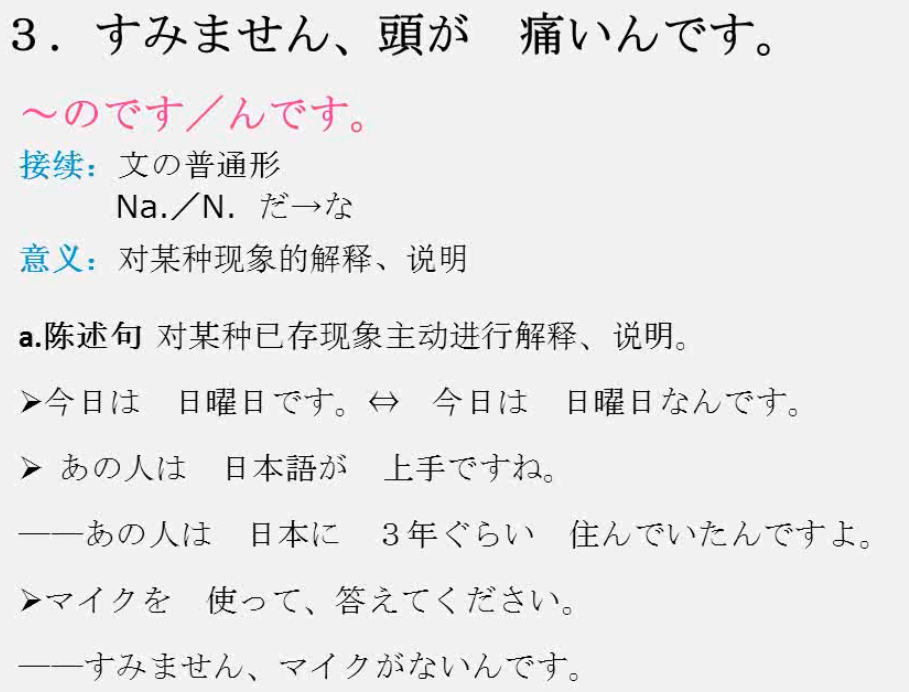 ３．すみません、頭が　痛いんです。
～のです／んです。
接续：文の普通形
Na.／N. だ→な
意义：对某种现象的解释、说明
a.陈述句 对某种已存现象主动进行解释、说明。
➢今日は　日曜日です。⇔　今日は　日曜日なんです。
➢ あの人は　日本語が　上手ですね。
——あの人は　日本に　３年ぐらい　住んでいたんですよ。
➢マイクを　使って、答えてください。
——すみません、マイクがないんです。